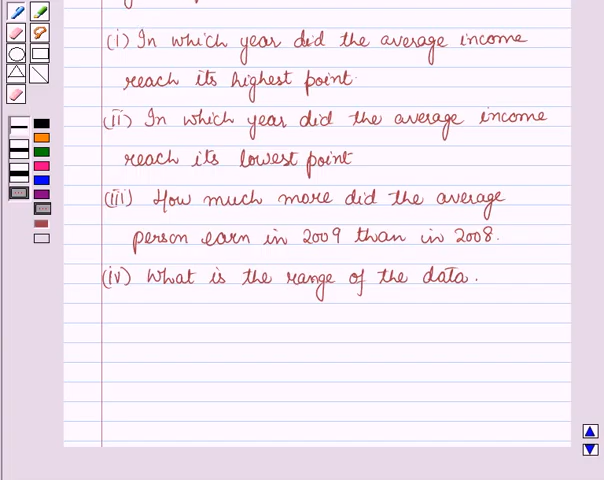 (i) In which year did the average income
reach its highest point.
(ii) In which year did the average income
reach its lowest point
(iii) How much more did the average
person earn in 2009 than in 2008.
(iv) What is the range of the data.